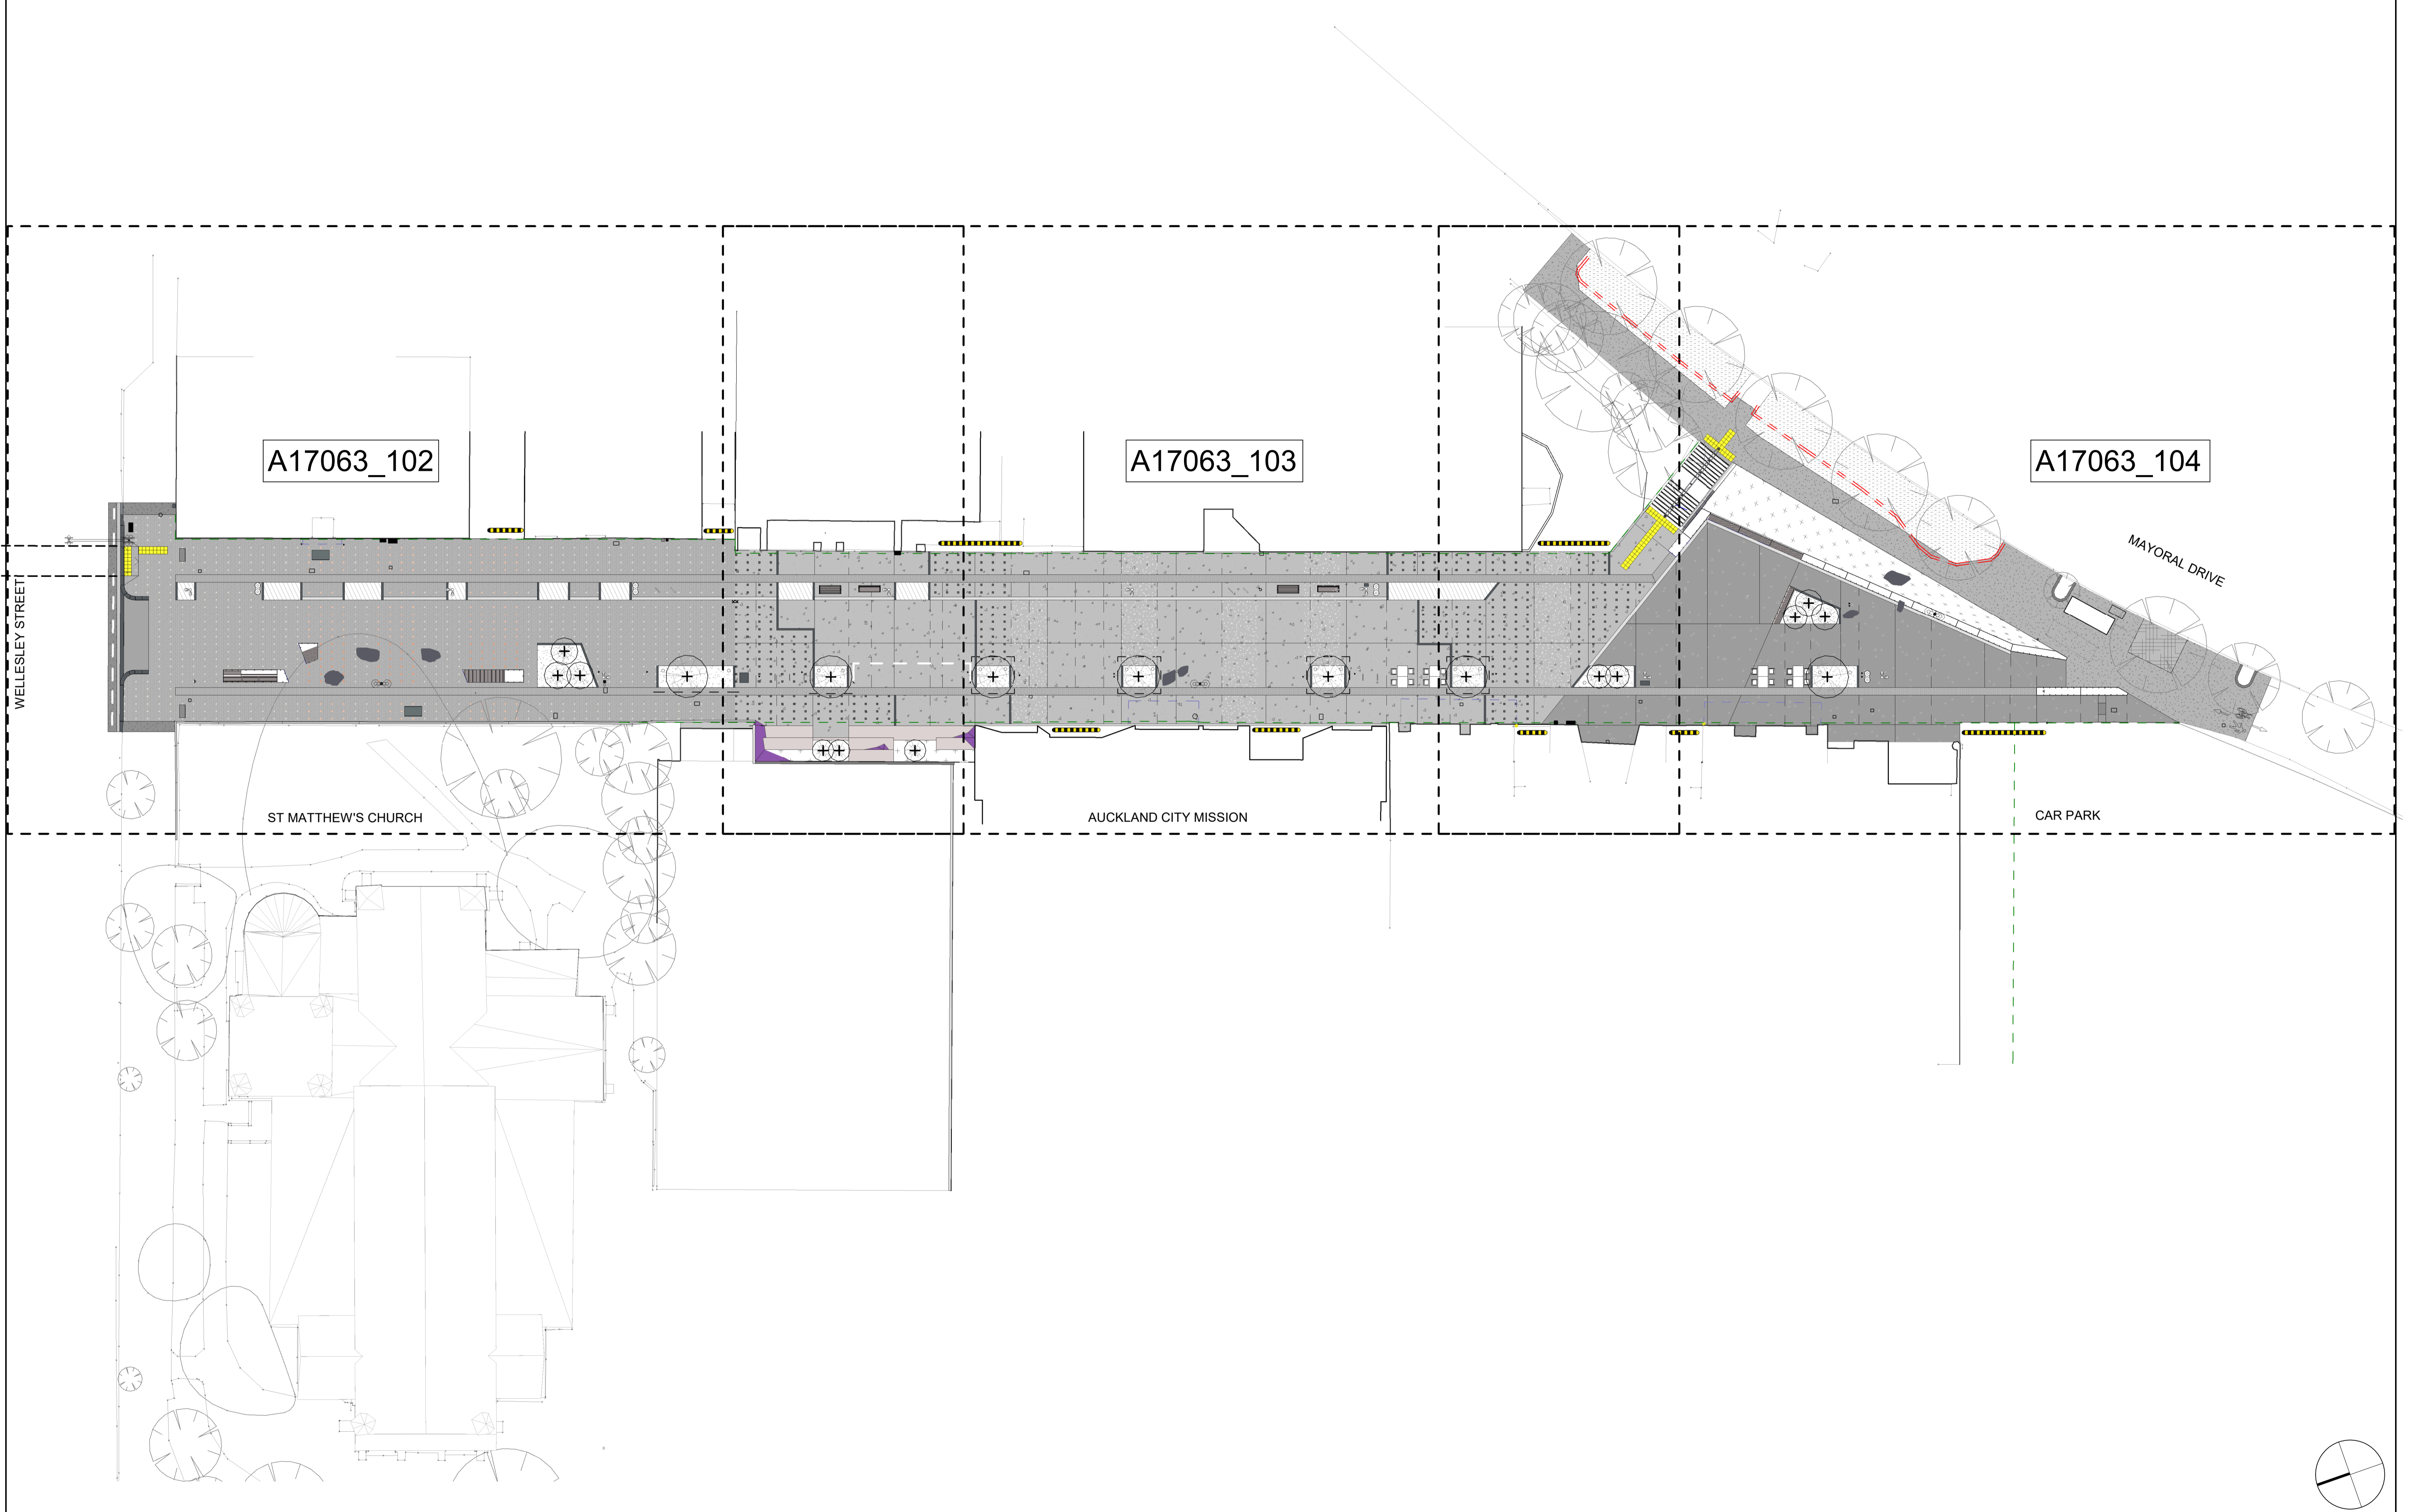 A17063_102
A17063_103
A17063_104
MAYORAL DRIVE
WELLESLEY STREET
ST MATTHEW'S CHURCH
AUCKLAND CITY MISSION
CAR PARK